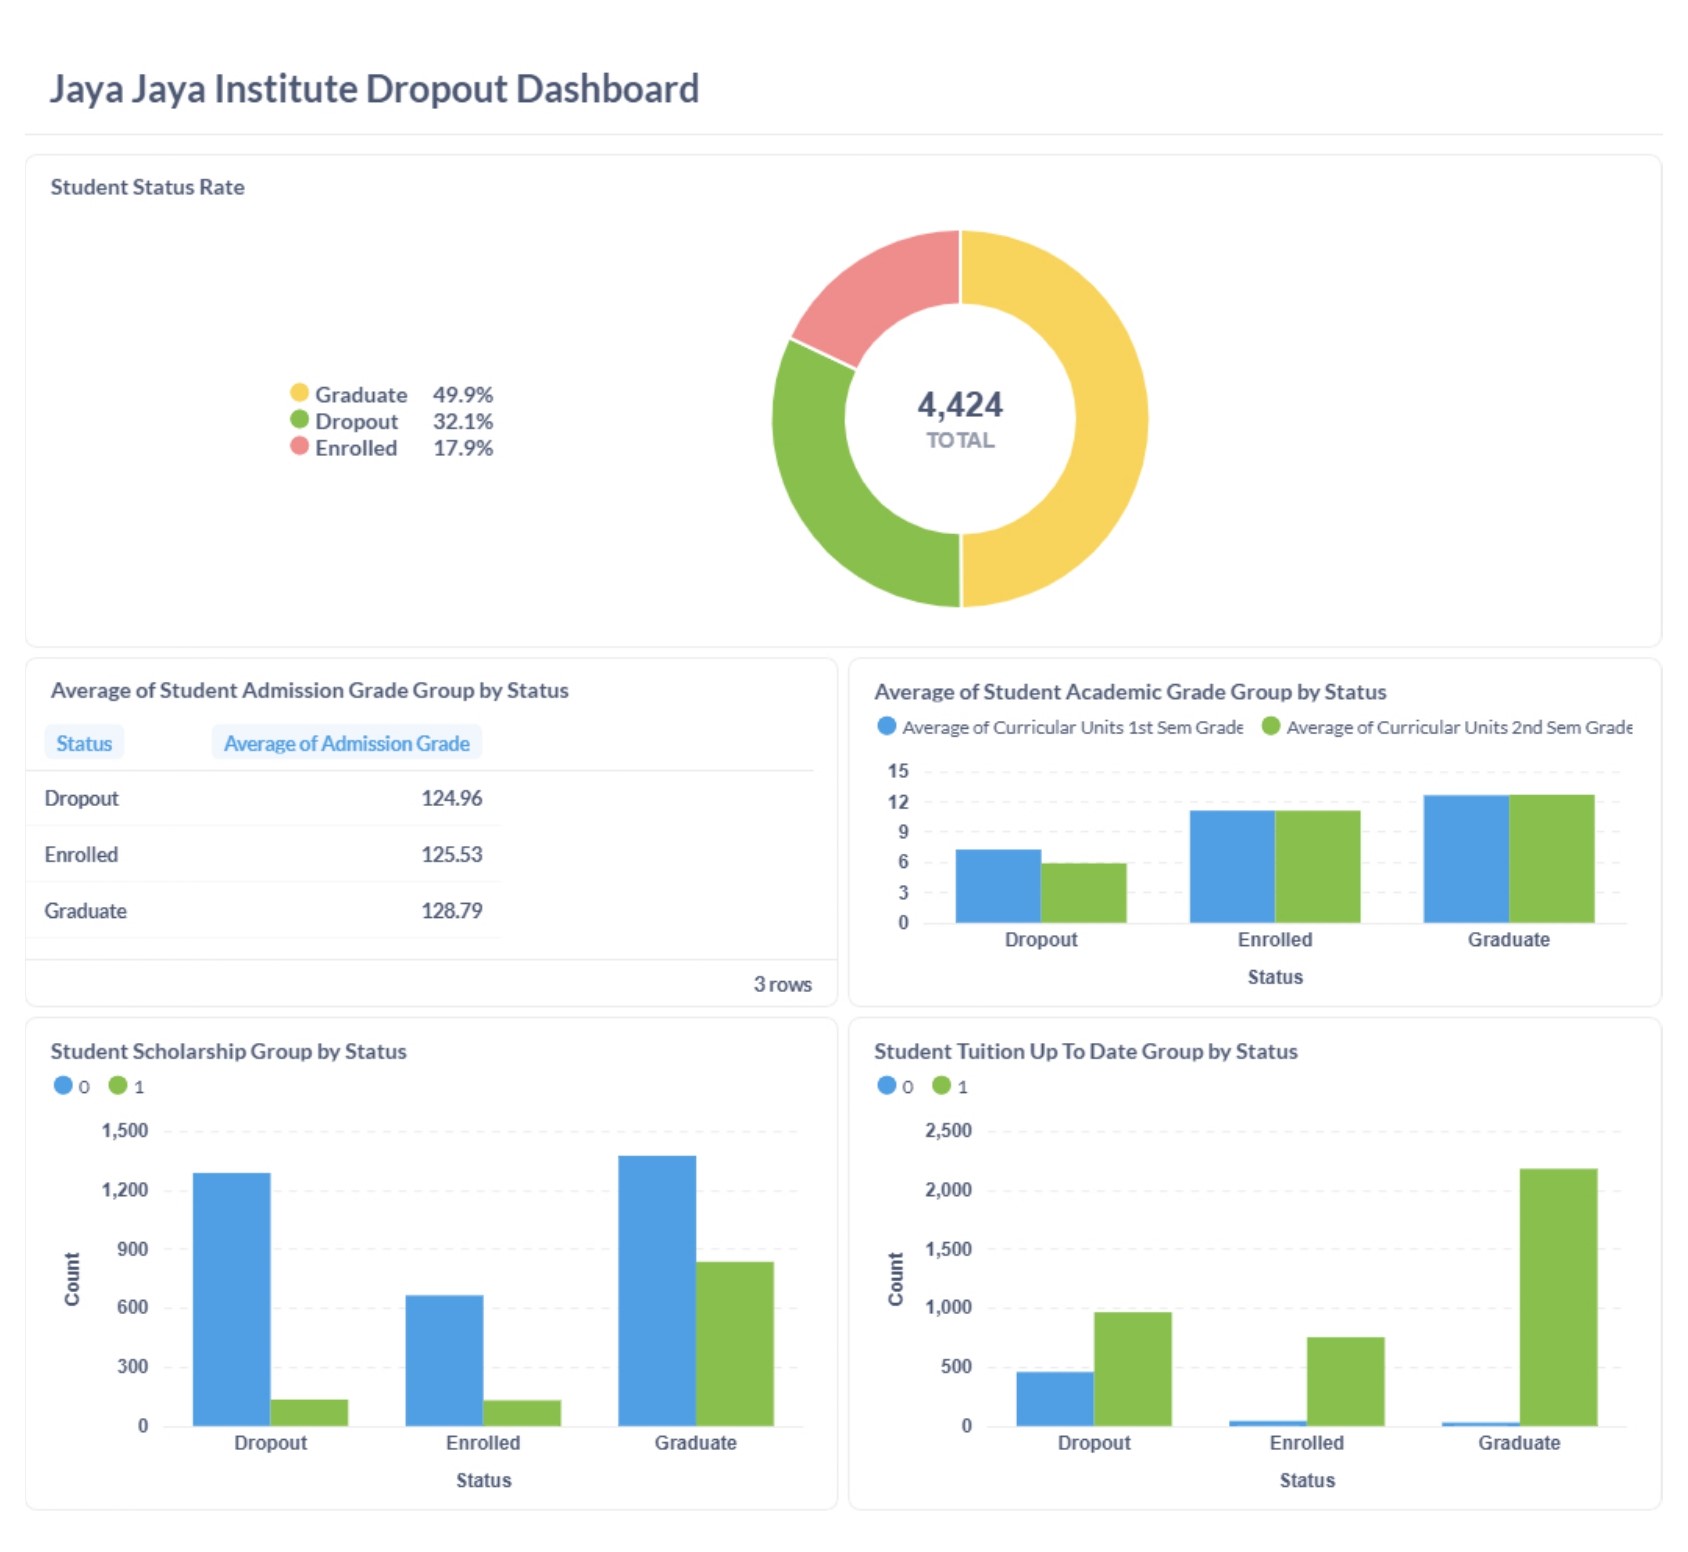 Jaya Jaya Institute Dropout Dashboard
Student Status Rate
Graduate 49.9%
Dropout 32.1%
Enrolled 17.9%
4,424
TOTAL
Average of Student Admission Grade Group by Status
Status Average of Admission Grade
Dropout 124.96
Enrolled 125.53
Graduate 128.79
3 rows
Average of Student Academic Grade Group by Status
Average of Curricular Units 1st Sem Grade Average of Curricular Units 2nd Sem Grade
15
12
9
6
3
0
Dropout Enrolled Graduate
Status
Student Scholarship Group by Status
0 1
1,500
1,200
900
600
300
0
Count
Dropout Enrolled Graduate
Status
Student Tuition Up To Date Group by Status
0 1
2,500
2,000
1,500
1,000
500
0
Count
Dropout Enrolled Graduate
Status